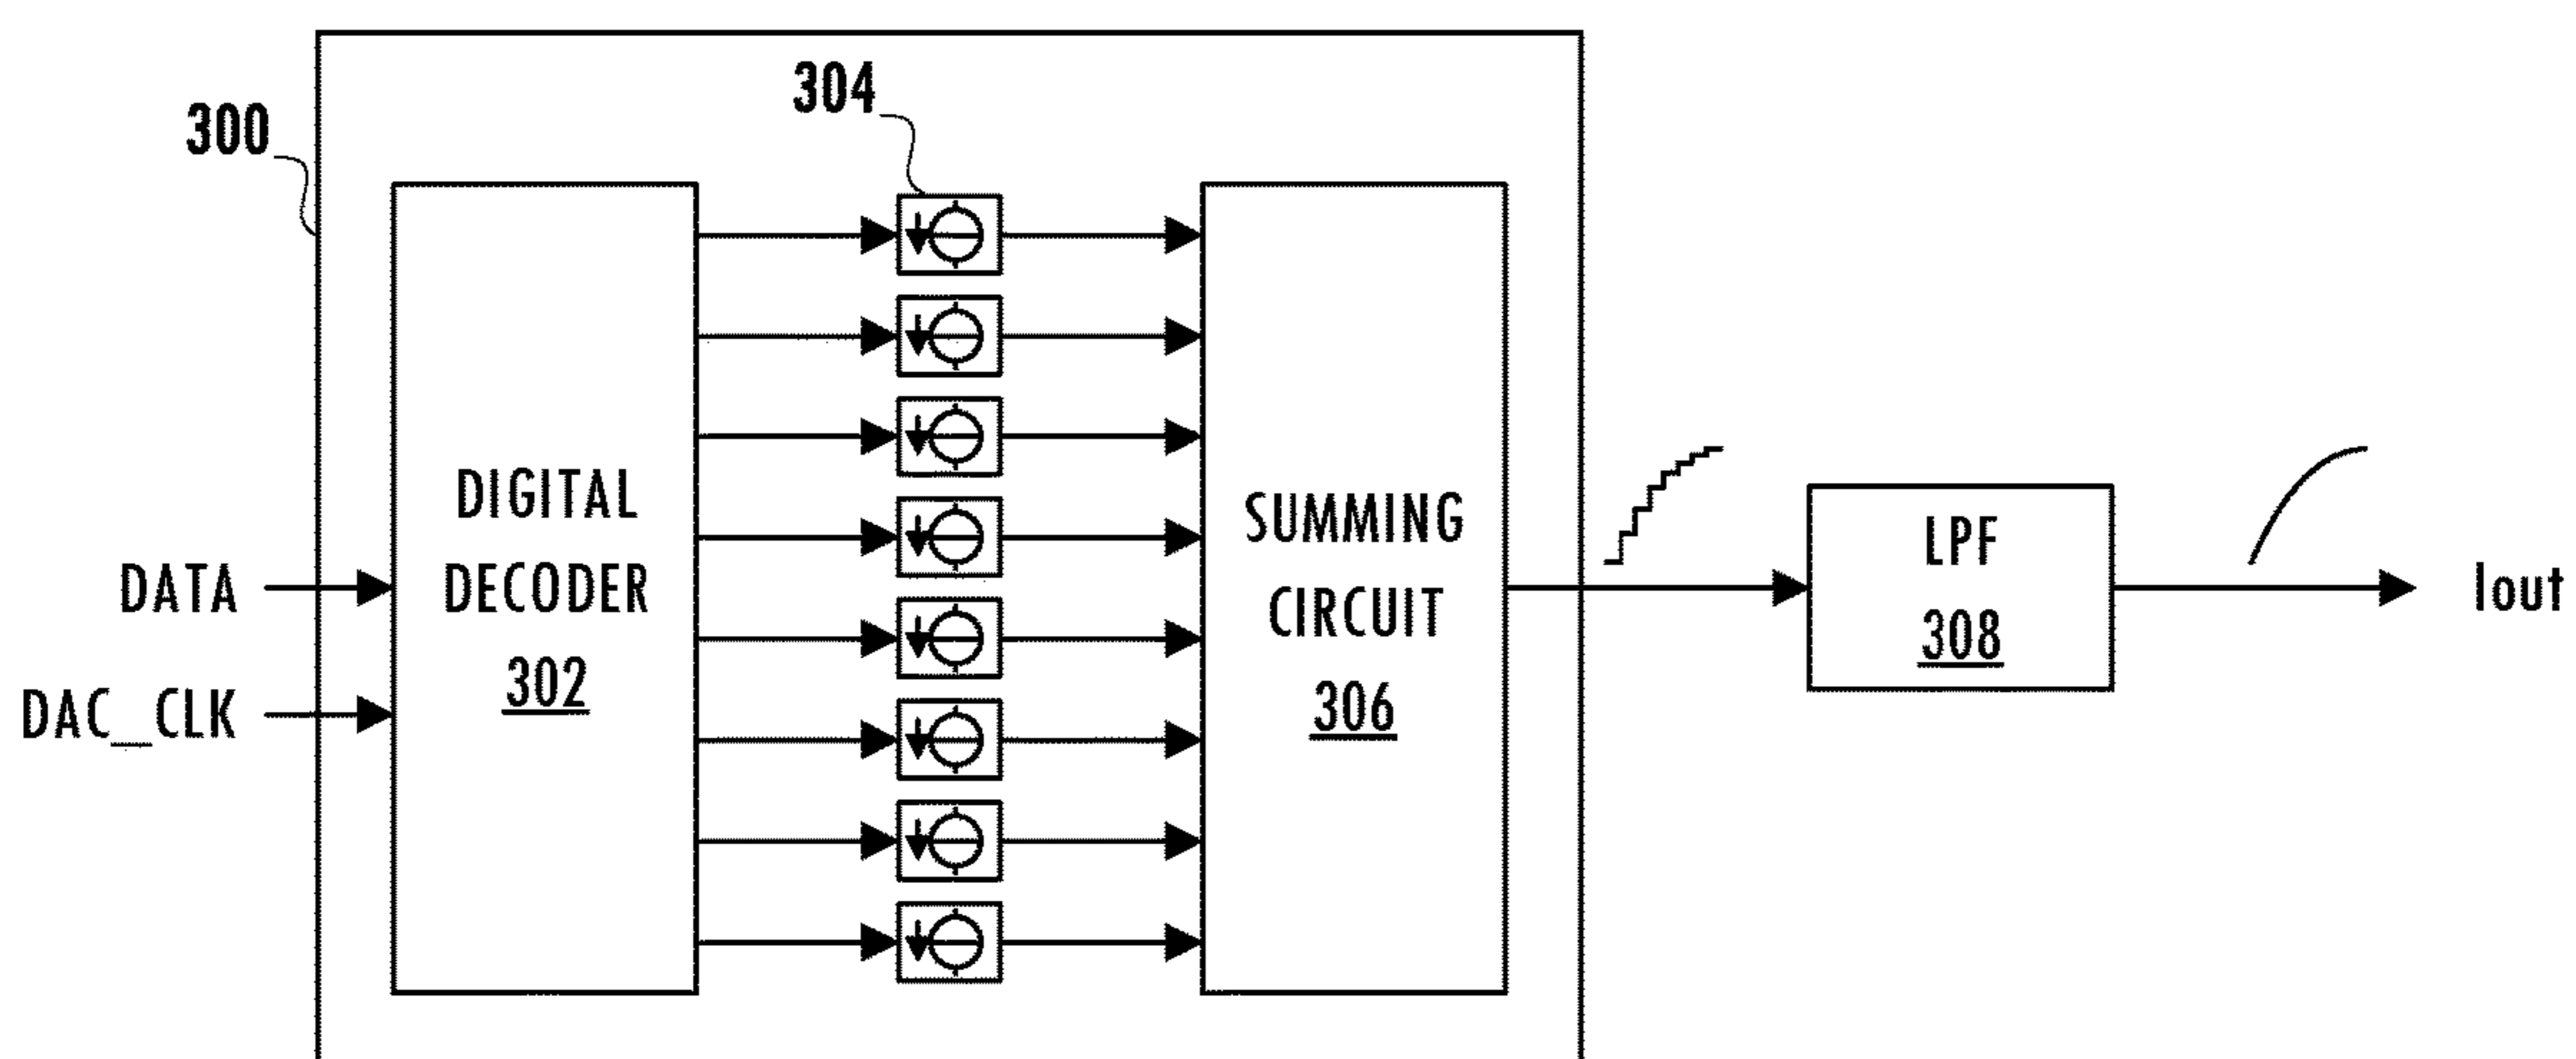 304
300
DIGITAL
DECODER
302
SUMMING
CIRCUIT
306
LPF
308
DATA
DAC_CLK
Iout